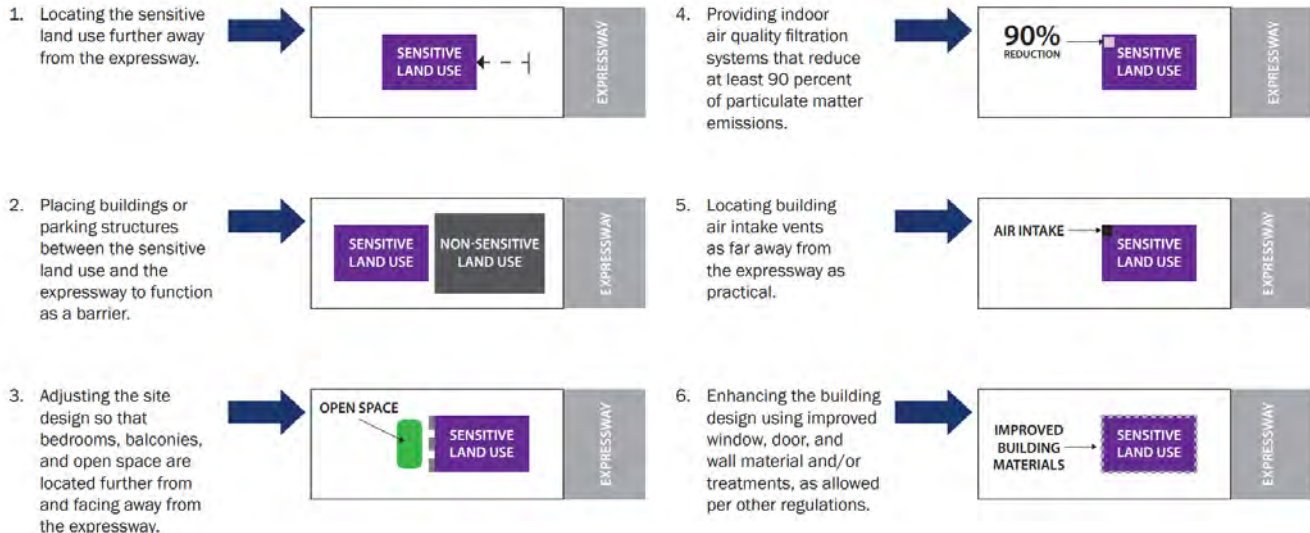 1. Locating the sensitive
land use further away
from the expressway.
SENSITIVE
LAND USE
EXPRESSWAY
2. Placing buildings or
parking structures
between the sensitive
land use and the
expressway to function
as a barrier.
SENSITIVE
LAND USE
NON-SENSITIVE
LAND USE
EXPRESSWAY
3. Adjusting the site
design so that
bedrooms, balconies,
and open space are
located further from
and facing away from
the expressway.
OPEN SPACE
SENSITIVE
LAND USE
EXPRESSWAY
4. Providing indoor
air quality filtration
systems that reduce
at least 90 percent
of particulate matter
emissions.
90%
REDUCTION
SENSITIVE
LAND USE
EXPRESSWAY
5. Locating building
air intake vents
as far away from
the expressway as
practical.
AIR INTAKE
SENSITIVE
LAND USE
EXPRESSWAY
6. Enhancing the building
design using improved
window, door, and
wall material and/or
treatments, as allowed
per other regulations.
IMPROVED
BUILDING
MATERIALS
SENSITIVE
LAND USE
EXPRESSWAY